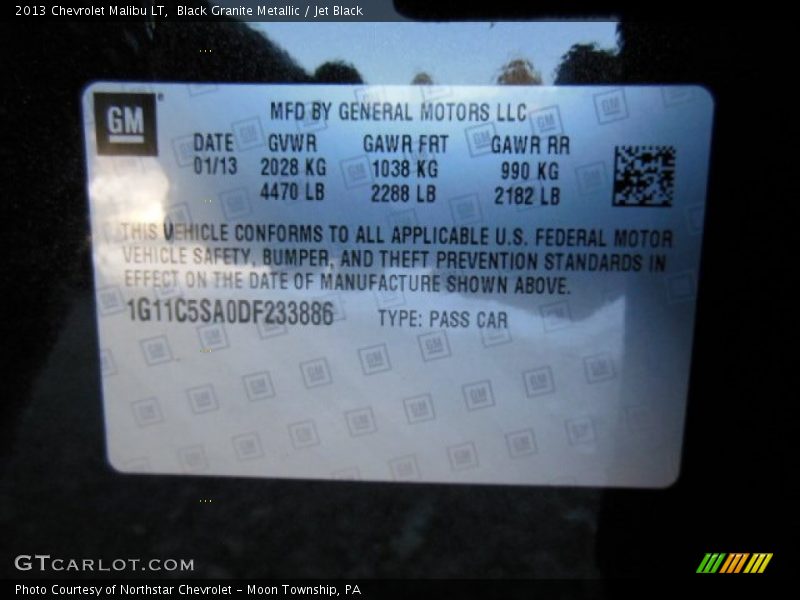 2013 Chevrolet Malibu LT, Black Granite Metallic / Jet Black
GM
MFD BY GENERAL MOTORS LLC
DATE GVWR GAWR FRT GAWR RR
01/13 2028 KG 1038 KG 990 KG
4470 LB 2288 LB 2182 LB
THIS VEHICLE CONFORMS TO ALL APPLICABLE U.S. FEDERAL MOTOR
VEHICLE SAFETY, BUMPER, AND THEFT PREVENTION STANDARDS IN
EFFECT ON THE DATE OF MANUFACTURE SHOWN ABOVE.
1G11C5SA0DF233886 TYPE: PASS CAR
GTCARLOT.COM
Photo Courtesy of Northstar Chevrolet - Moon Township, PA